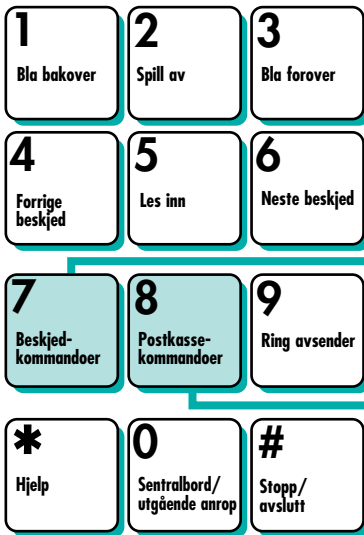 1
Bla bakover
2
Spill av
3
Bla forover
4
Forrige
beskjed
5
Les inn
6
Neste beskjed
7
Beskjed-
kommandoer
8
Postkasse-
kommandoer
9
Ring avsender
*
Hjelp
0
Sentralbord/
utgående anrop
#
Stopp/
avslutt